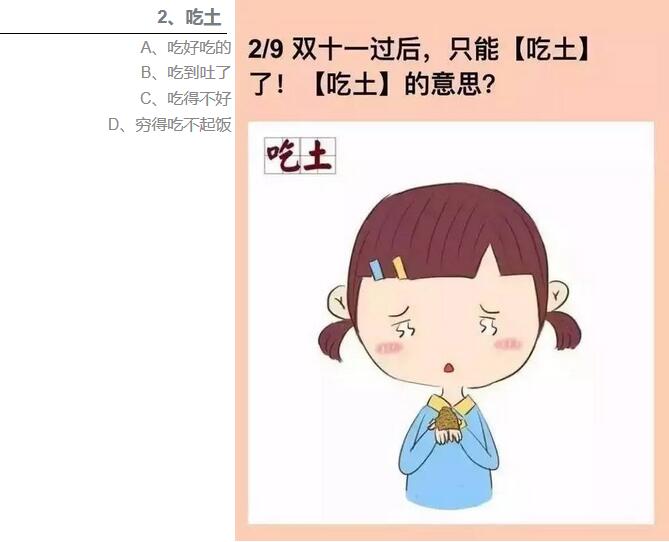 2、吃土
A、吃好吃的
B、吃到吐了
C、吃得不好
D、穷得吃不起饭
2/9 双十一过后，只能【吃土】
了！【吃土】的意思？
吃土